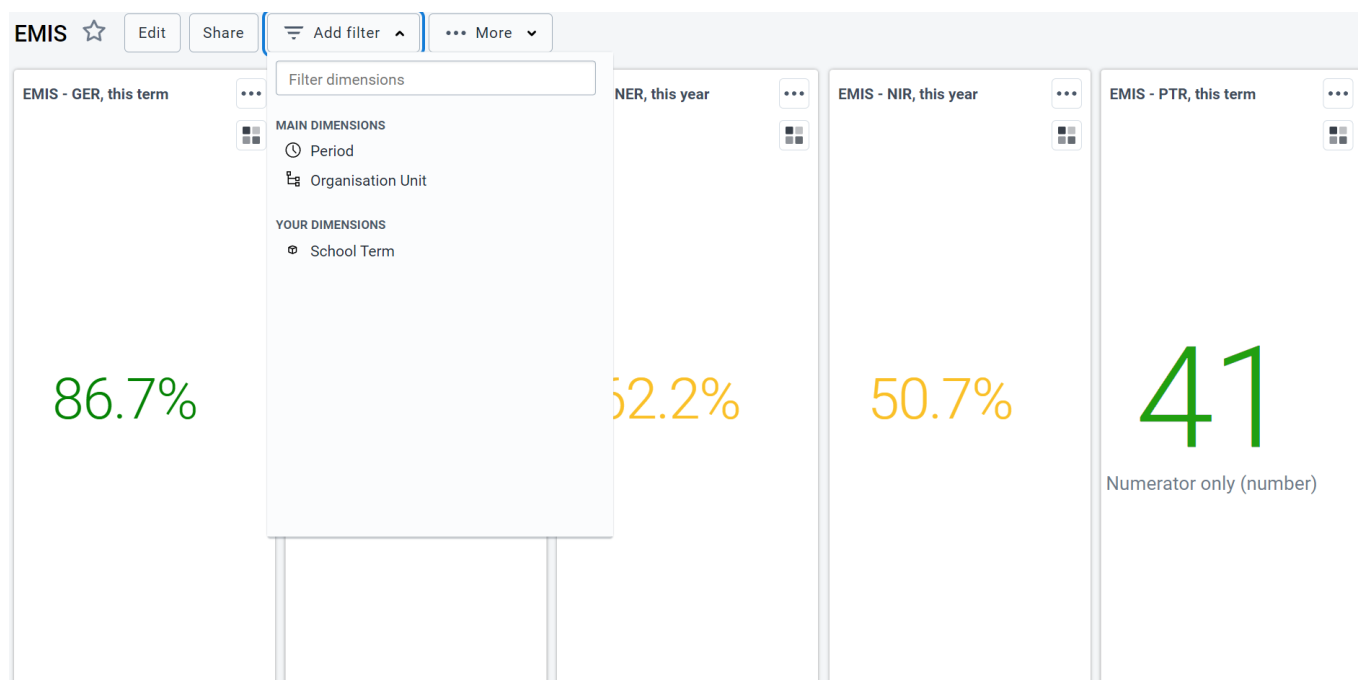 EMIS Edit Share Add filter More
Filter dimensions
EMIS - GER, this term
NER, this year
EMIS - NIR, this year
EMIS - PTR, this term
MAIN DIMENSIONS
Period
Organisation Unit
YOUR DIMENSIONS
School Term
86.7%
2.2%
50.7%
41
Numerator only (number)